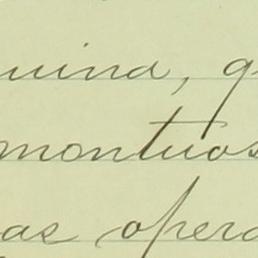 uina, q
montuos
as opera